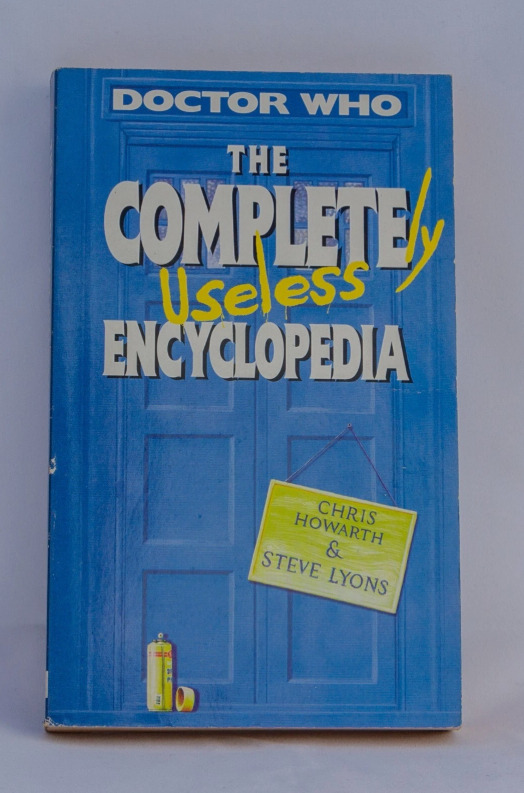 DOCTOR WHO
THE
COMPLETEly
useless
ENCYCLOPEDIA
CHRIS
HOWARTH
&
STEVE LYONS